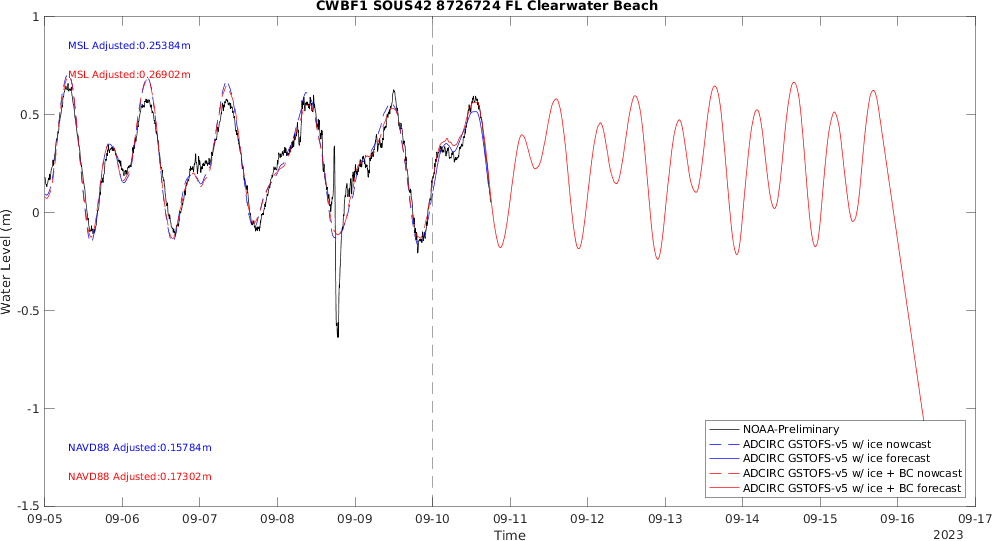 CWBF1 SOUS42 8726724 FL Clearwater Beach
MSL Adjusted:0.25384m
MSL Adjusted:0.26902m
NAVD88 Adjusted:0.15784m
NAVD88 Adjusted:0.17302m
1
0.5
0
-0.5
-1
-1.5
Water Level (m)
NOAA-Preliminary
ADCIRC GSTOFS-v5 w/ ice nowcast
ADCIRC GSTOFS-v5 w/ ice forecast
ADCIRC GSTOFS-v5 w/ ice + BC nowcast
ADCIRC GSTOFS-v5 w/ ice + BC forecast
09-05 09-06 09-07 09-08 09-09 09-10 09-11 09-12 09-13 09-14 09-15 09-16 09-17
Time
2023